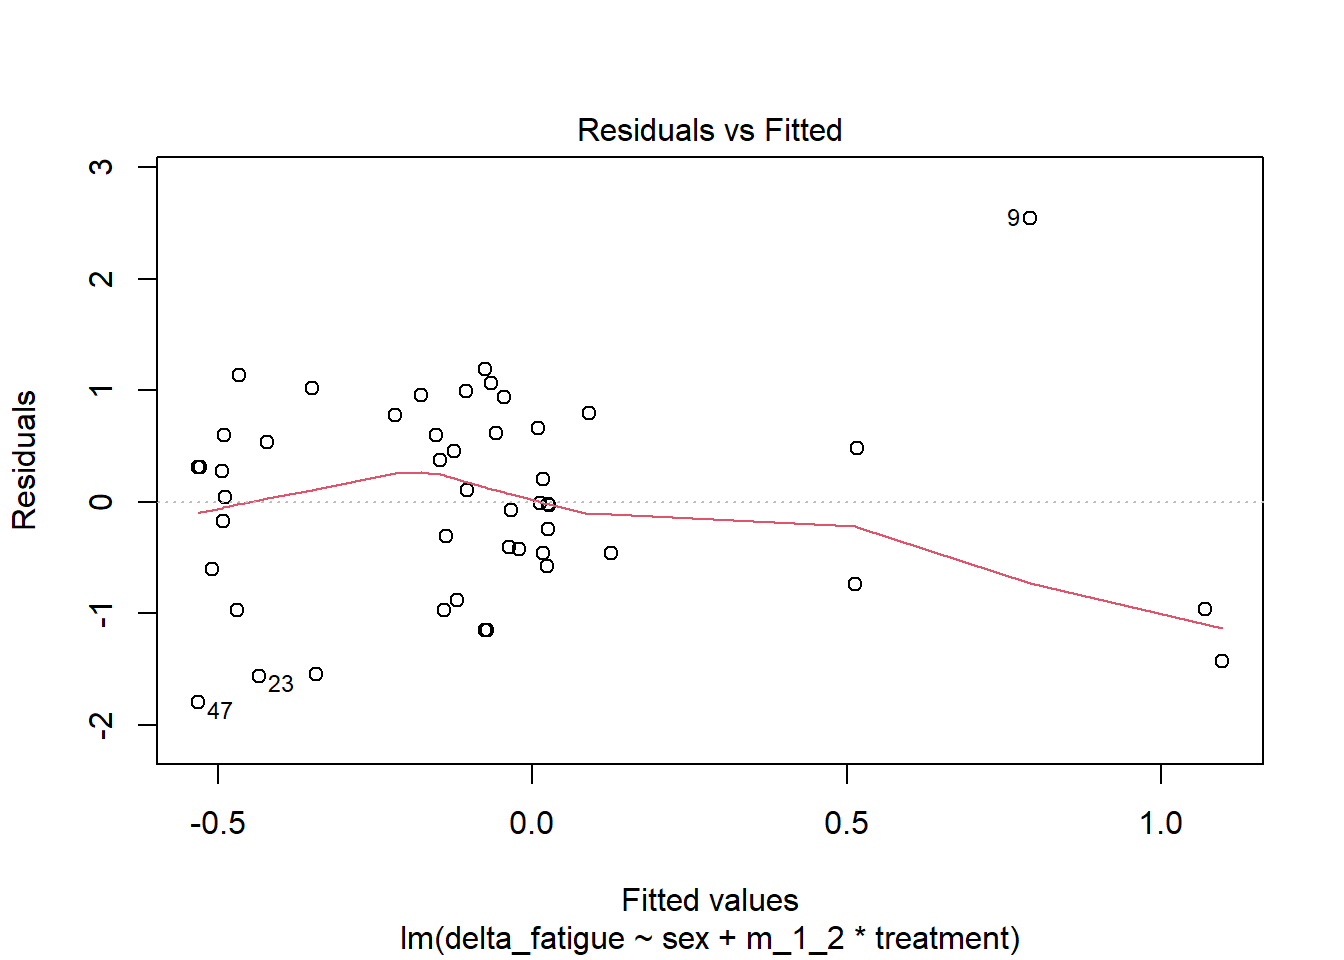 Residuals vs Fitted
3
2
1
0
-1
-2
Residuals
9
23
47
-0.5 0.0 0.5 1.0
Fitted values
lm(delta_fatigue ~ sex + m_1_2 * treatment)